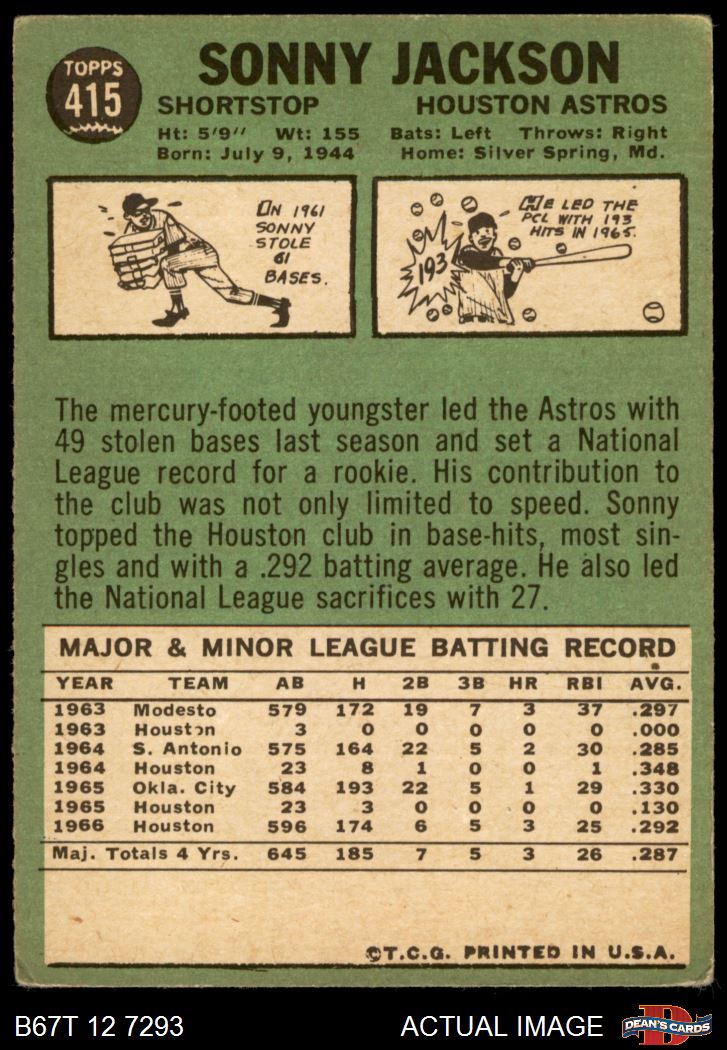 TOPPS
415
SONNY JACKSON
SHORTSTOP HOUSTON ASTROS
Ht: 5'9" Wt: 155 Bats: Left Throws: Right
Born: July 9, 1944 Home: Silver Spring, Md.
ON 1961
SONNY
STOLE
61
BASES.
HE LED THE
PCL WITH 193
HITS IN 1965.
193
The mercury-footed youngster led the Astros with
49 stolen bases last season and set a National
League record for a rookie. His contribution to
the club was not only limited to speed. Sonny
topped the Houston club in base-hits, most sin-
gles and with a .292 batting average. He also led
the National League sacrifices with 27.
MAJOR & MINOR LEAGUE BATTING RECORD
YEAR TEAM AB H 2B 3B HR RBI AVG.
1963 Modesto 579 172 19 7 3 37 .297
1963 Houston 3 0 0 0 0 0 .000
1964 S. Antonio 575 164 22 5 2 30 .285
1964 Houston 23 8 1 0 0 1 .348
1965 Okla. City 584 193 22 5 1 29 .330
1965 Houston 23 3 0 0 0 0 .130
1966 Houston 596 174 6 5 3 25 .292
Maj. Totals 4 Yrs. 645 185 7 5 3 26 .287
©T.C.G. PRINTED IN U.S.A.
B67T 12 7293 ACTUAL IMAGE
D
DEAN'S CARDS